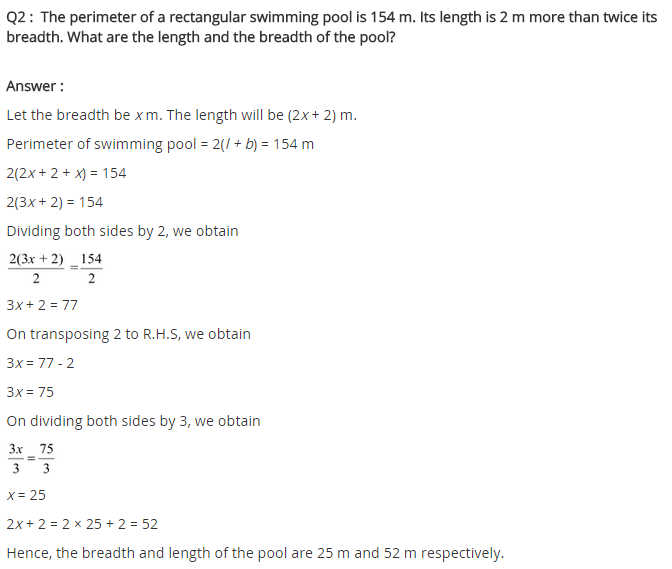 Q2 : The perimeter of a rectangular swimming pool is 154 m. Its length is 2 m more than twice its
breadth. What are the length and the breadth of the pool?
Answer :
Let the breadth be x m. The length will be (2x + 2) m.
Perimeter of swimming pool = 2(l + b) = 154 m
2(2x + 2 + x) = 154
2(3x + 2) = 154
Dividing both sides by 2, we obtain
2(3x + 2)/2 = 154/2
3x + 2 = 77
On transposing 2 to R.H.S, we obtain
3x = 77 - 2
3x = 75
On dividing both sides by 3, we obtain
3x/3 = 75/3
x = 25
2x + 2 = 2 × 25 + 2 = 52
Hence, the breadth and length of the pool are 25 m and 52 m respectively.